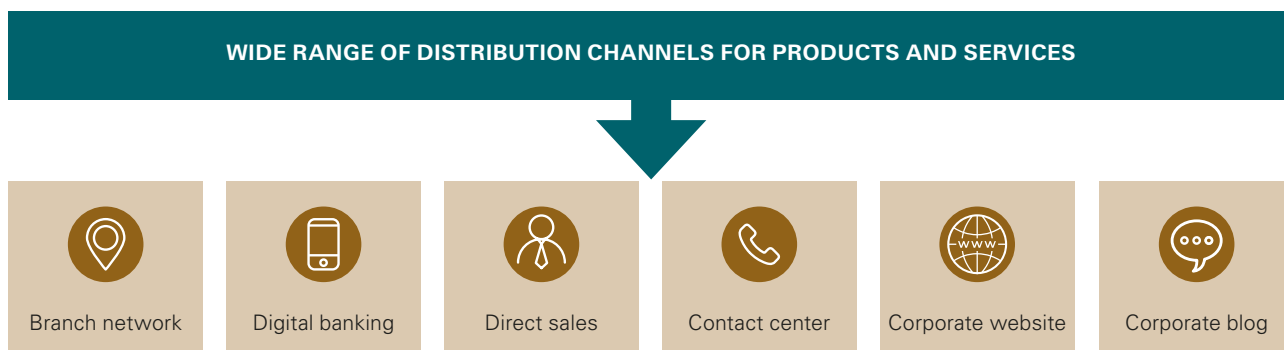 WIDE RANGE OF DISTRIBUTION CHANNELS FOR PRODUCTS AND SERVICES
www
Branch network
Digital banking
Direct sales
Contact center
Corporate website
Corporate blog